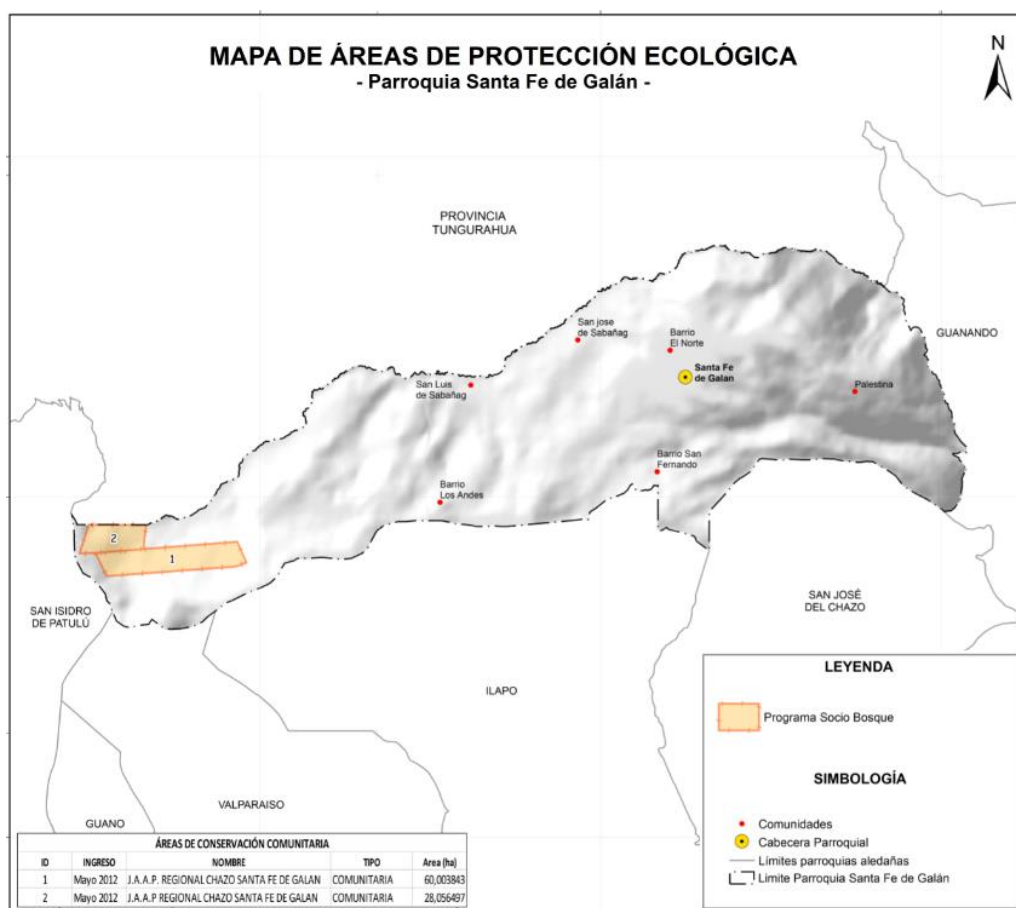 MAPA DE ÁREAS DE PROTECCIÓN ECOLÓGICA
- Parroquia Santa Fe de Galán -
N
PROVINCIA
TUNGURAHUA
GUANANDO
San jose
de Sabañag
Barrio
El Norte
Santa Fe
de Galan
San Luis
de Sabañag
Palestina
Barrio San
Fernando
Barrio
Los Andes
2
1
SAN ISIDRO
DE PATULÚ
SAN JOSÉ
DEL CHAZO
ILAPO
VALPARAISO
GUANO
LEYENDA
Programa Socio Bosque
SIMBOLOGÍA
Comunidades
Cabecera Parroquial
Límites parroquias aledañas
Limite Parroquia Santa Fe de Galán
ÁREAS DE CONSERVACIÓN COMUNITARIA
ID INGRESO NOMBRE TIPO Area (ha)
1 Mayo 2012 J.A.A.P. REGIONAL CHAZO SANTA FE DE GALAN COMUNITARIA 60,003843
2 Mayo 2012 J.A.A.P REGIONAL CHAZO SANTA FE DE GALAN COMUNITARIA 28,056497